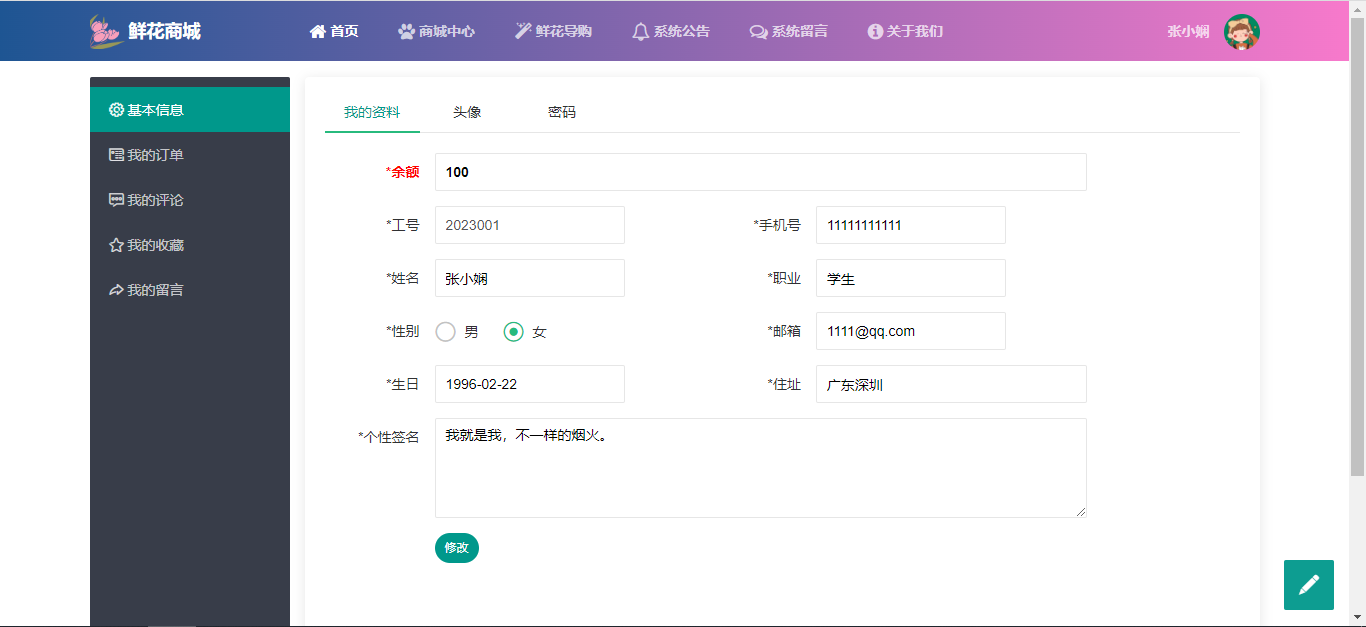 鲜花商城 首页 商城中心 鲜花导购 系统公告 系统留言 关于我们 张小娴
基本信息
我的订单
我的评论
我的收藏
我的留言
我的资料 头像 密码
*余额 100
*工号 2023001 *手机号 11111111111
*姓名 张小娴 *职业 学生
*性别 男 女 *邮箱 1111@qq.com
*生日 1996-02-22 *住址 广东深圳
*个性签名 我就是我，不一样的烟火。
修改